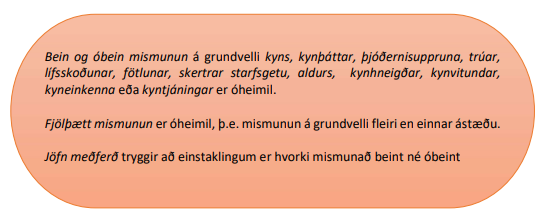 Bein og óbein mismunun á grundvelli kyns, kynþáttar, þjóðernisuppruna, trúar,
lífsskoðunar, fötlunar, skertrar starfsgetu, aldurs, kynhneigðar, kynvitundar,
kyneinkenna eða kyntjáningar er óheimil.
Fjölþætt mismunun er óheimil, þ.e. mismunun á grundvelli fleiri en einnar ástæðu.
Jöfn meðferð tryggir að einstaklingum er hvorki mismunað beint né óbeint